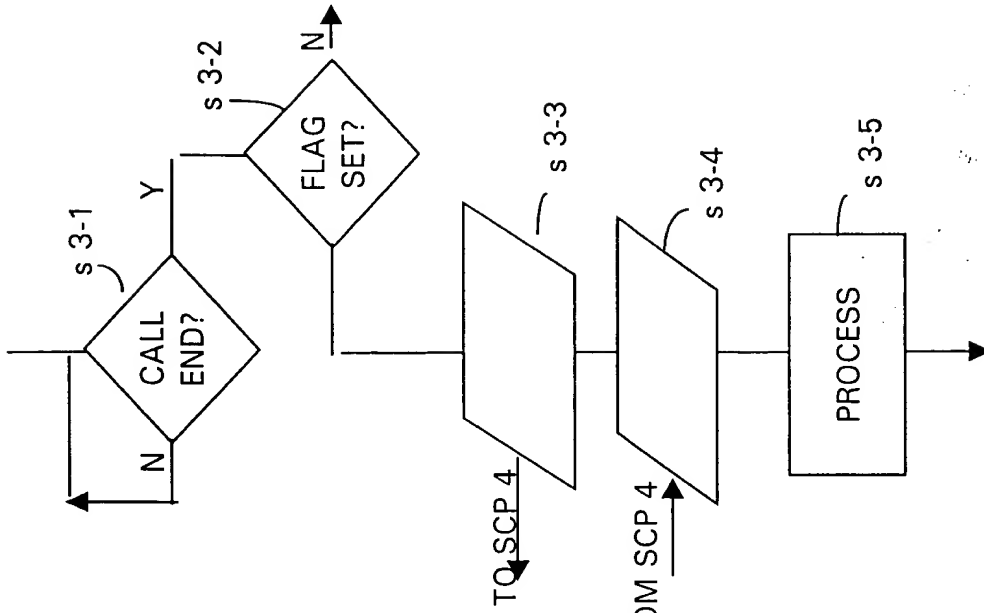 s 3-1
CALL
END?
Y
N
s 3-2
FLAG
SET?
N
s 3-3
TO SCP 4
s 3-4
OM SCP 4
s 3-5
PROCESS